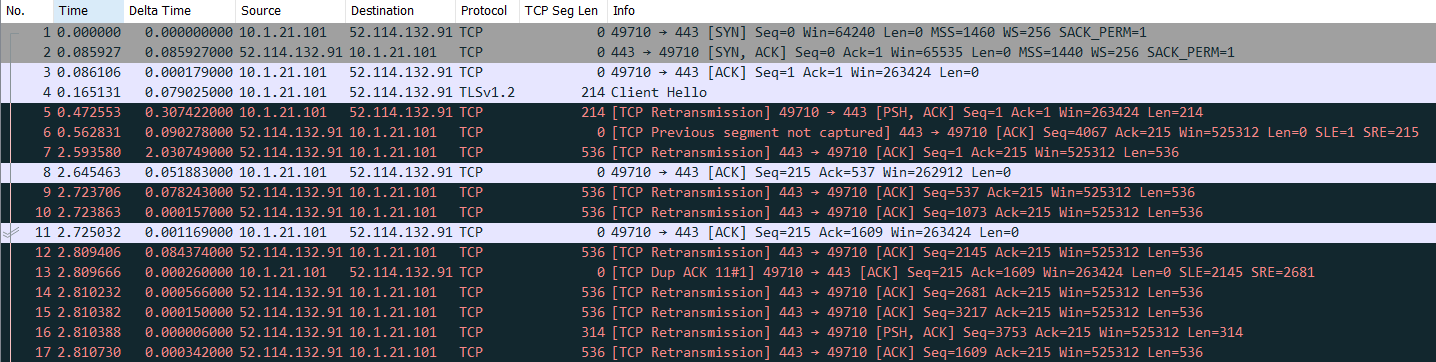 No. Time Delta Time Source Destination Protocol TCP Seg Len Info
1 0.000000 0.000000000 10.1.21.101 52.114.132.91 TCP 0 49710 → 443 [SYN] Seq=0 Win=64240 Len=0 MSS=1460 WS=256 SACK_PERM=1
2 0.085927 0.085927000 52.114.132.91 10.1.21.101 TCP 0 443 → 49710 [SYN, ACK] Seq=0 Ack=1 Win=65535 Len=0 MSS=1440 WS=256 SACK_PERM=1
3 0.086106 0.000179000 10.1.21.101 52.114.132.91 TCP 0 49710 → 443 [ACK] Seq=1 Ack=1 Win=263424 Len=0
4 0.165131 0.079025000 10.1.21.101 52.114.132.91 TLSv1.2 214 Client Hello
5 0.472553 0.307422000 10.1.21.101 52.114.132.91 TCP 214 [TCP Retransmission] 49710 → 443 [PSH, ACK] Seq=1 Ack=1 Win=263424 Len=214
6 0.562831 0.090278000 52.114.132.91 10.1.21.101 TCP 0 [TCP Previous segment not captured] 443 → 49710 [ACK] Seq=4067 Ack=215 Win=525312 Len=0 SLE=1 SRE=215
7 2.593580 2.030749000 52.114.132.91 10.1.21.101 TCP 536 [TCP Retransmission] 443 → 49710 [ACK] Seq=1 Ack=215 Win=525312 Len=536
8 2.645463 0.051883000 10.1.21.101 52.114.132.91 TCP 0 49710 → 443 [ACK] Seq=215 Ack=537 Win=262912 Len=0
9 2.723706 0.078243000 52.114.132.91 10.1.21.101 TCP 536 [TCP Retransmission] 443 → 49710 [ACK] Seq=537 Ack=215 Win=525312 Len=536
10 2.723863 0.000157000 52.114.132.91 10.1.21.101 TCP 536 [TCP Retransmission] 443 → 49710 [ACK] Seq=1073 Ack=215 Win=525312 Len=536
11 2.725032 0.001169000 10.1.21.101 52.114.132.91 TCP 0 49710 → 443 [ACK] Seq=215 Ack=1609 Win=263424 Len=0
12 2.809406 0.084374000 52.114.132.91 10.1.21.101 TCP 536 [TCP Retransmission] 443 → 49710 [ACK] Seq=2145 Ack=215 Win=525312 Len=536
13 2.809666 0.000260000 10.1.21.101 52.114.132.91 TCP 0 [TCP Dup ACK 11#1] 49710 → 443 [ACK] Seq=215 Ack=1609 Win=263424 Len=0 SLE=2145 SRE=2681
14 2.810232 0.000566000 52.114.132.91 10.1.21.101 TCP 536 [TCP Retransmission] 443 → 49710 [ACK] Seq=2681 Ack=215 Win=525312 Len=536
15 2.810382 0.000150000 52.114.132.91 10.1.21.101 TCP 536 [TCP Retransmission] 443 → 49710 [ACK] Seq=3217 Ack=215 Win=525312 Len=536
16 2.810388 0.000006000 52.114.132.91 10.1.21.101 TCP 314 [TCP Retransmission] 443 → 49710 [PSH, ACK] Seq=3753 Ack=215 Win=525312 Len=314
17 2.810730 0.000342000 52.114.132.91 10.1.21.101 TCP 536 [TCP Retransmission] 443 → 49710 [ACK] Seq=1609 Ack=215 Win=525312 Len=536